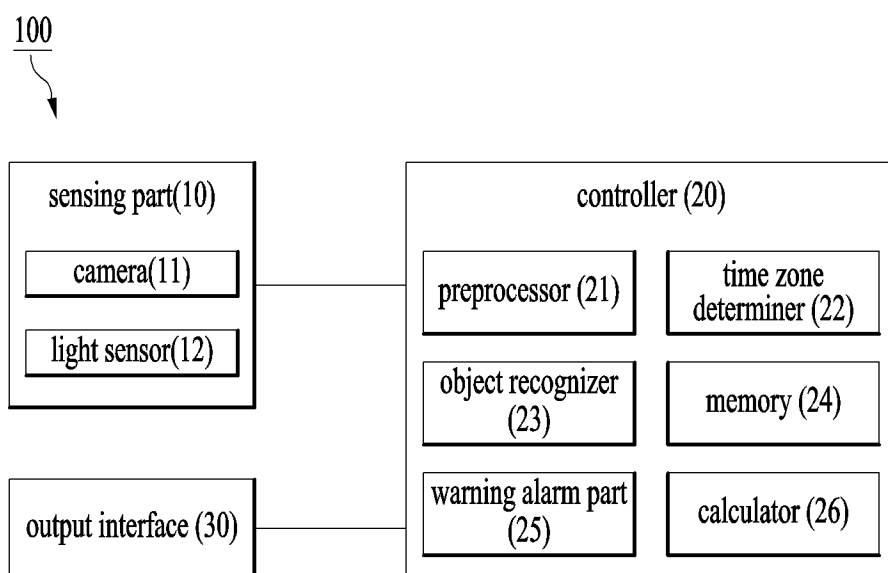 100
sensing part(10)
camera(11)
light sensor(12)
output interface (30)
controller (20)
preprocessor (21)
time zone
determiner (22)
object recognizer
(23)
memory (24)
warning alarm part
(25)
calculator (26)